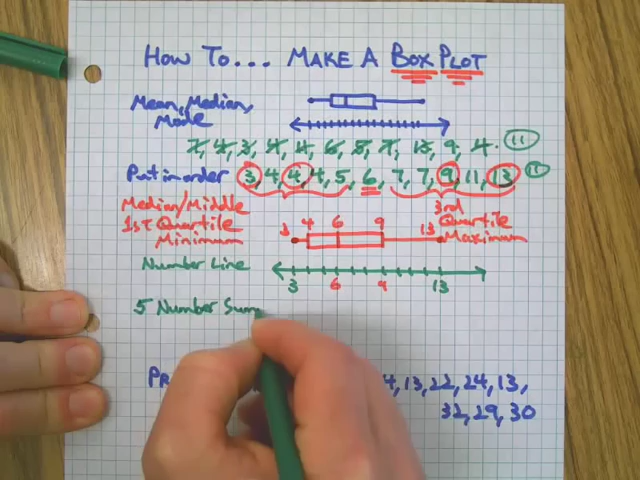 How To... Make A Box Plot
Mean, Median,
Mode
7, 4, 3, 4, 4, 6, 5, 7, 13, 9, 4. 11
Put in order 3, 4, 4, 4, 5, 6, 7, 7, 9, 11, 13 11
Median/Middle
3rd
1st Quartile 3 4 6 9 13 Quartile
Minimum Maximum
Number Line
3 6 9 13
5 Number Sum
4, 13, 22, 24, 13,
32, 29, 30